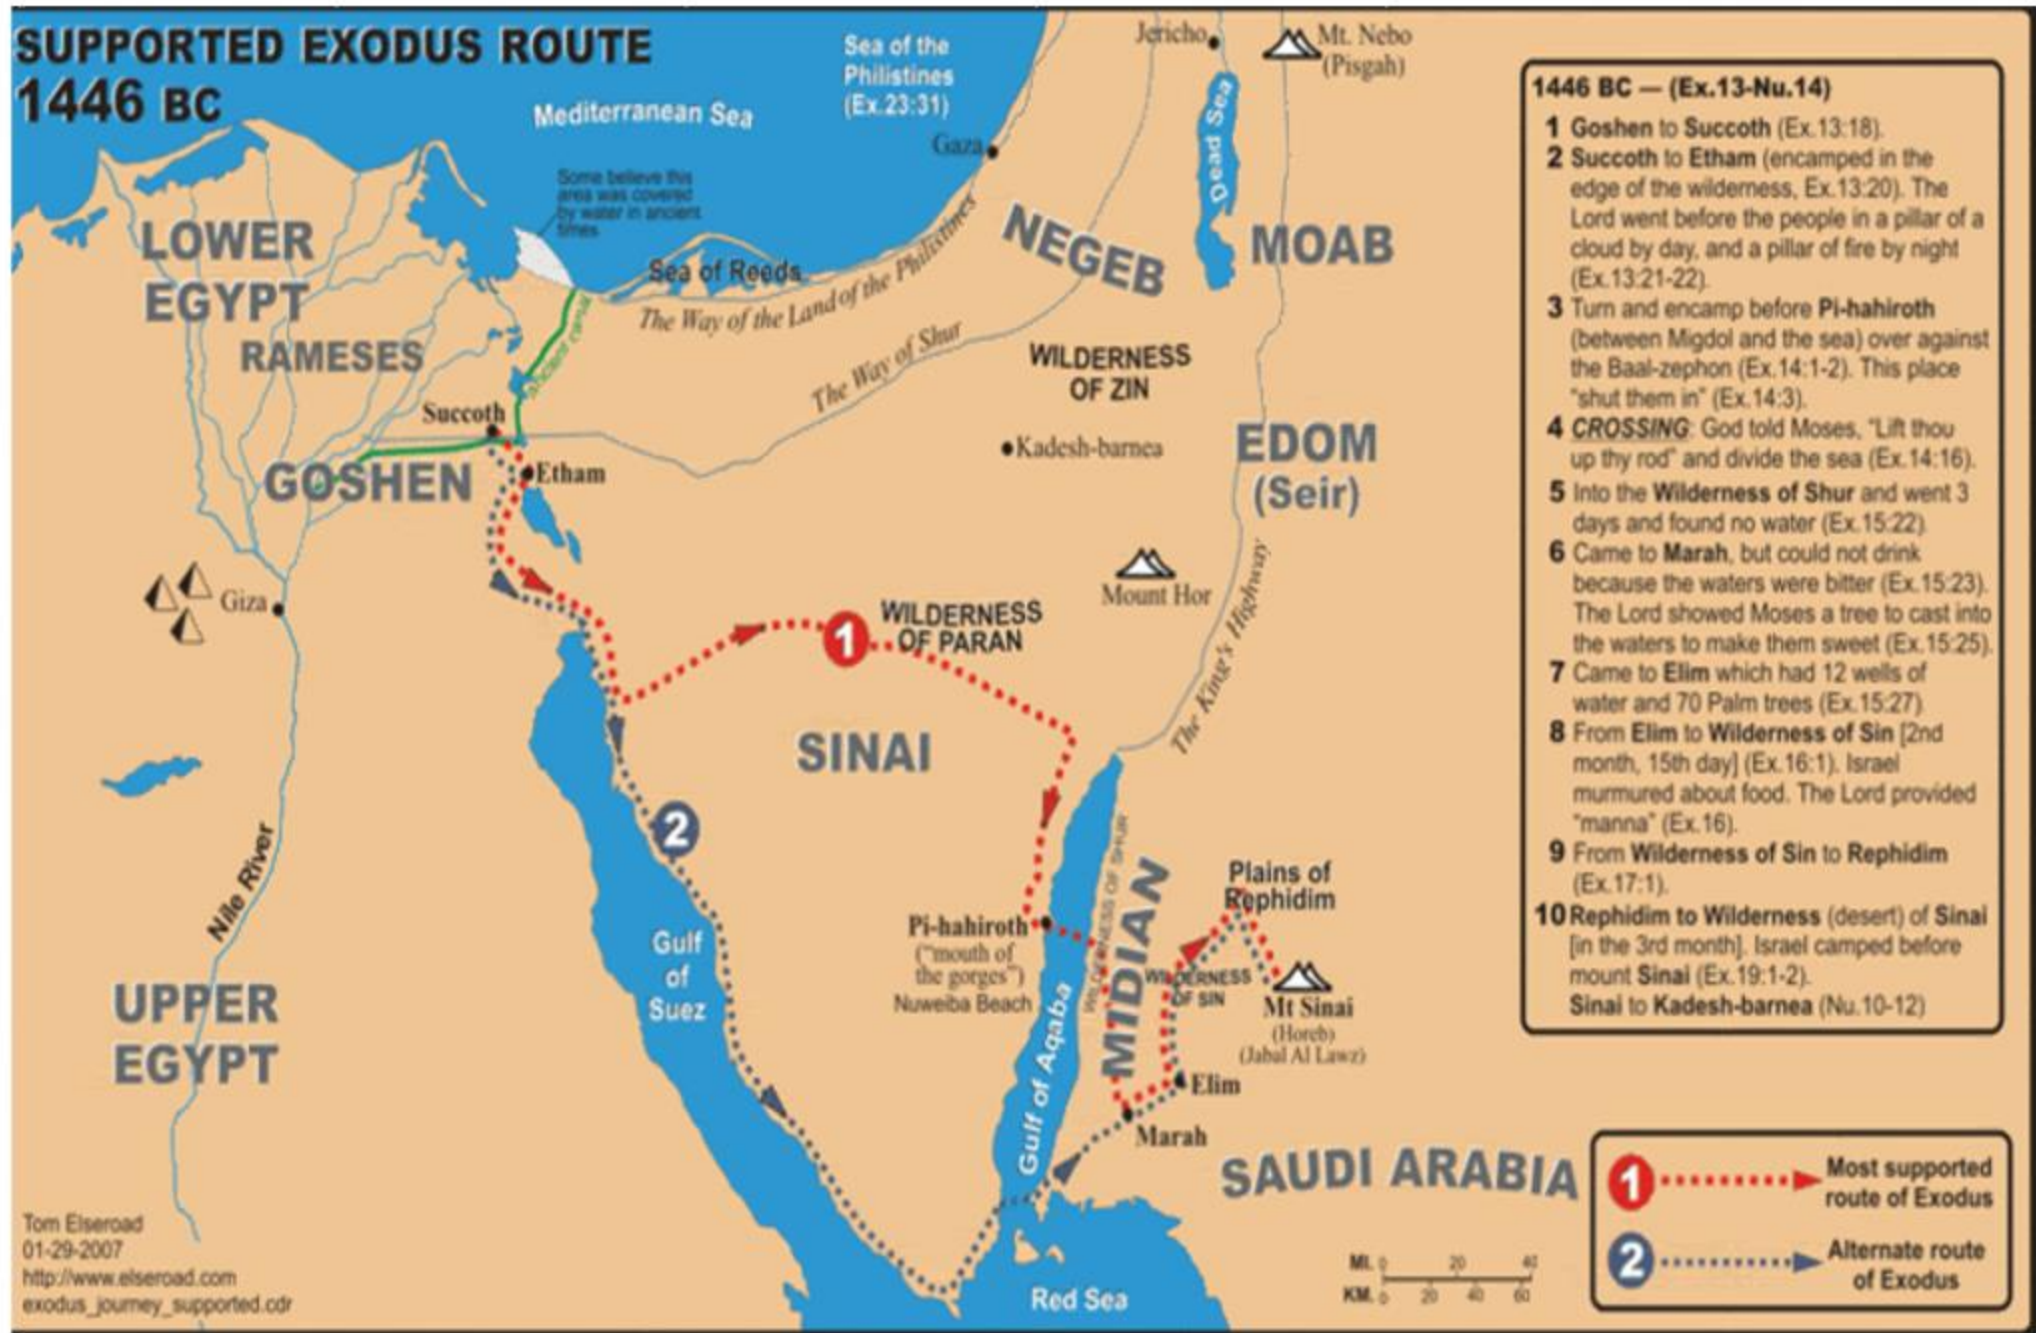 SUPPORTED EXODUS ROUTE
1446 BC
Sea of the
Philistines
(Ex.23:31)
Mediterranean Sea
Jericho
Mt. Nebo
(Pisgah)
Dead Sea
Gaza
Some believe this
area was covered
by water in ancient
times
LOWER
EGYPT
RAMESES
Sea of Reeds
The Way of the Land of the Philistines
The Way of Shur
ancient canal
NEGEB
MOAB
WILDERNESS
OF ZIN
Succoth
Kadesh-barnea
EDOM
(Seir)
GOSHEN
Etham
Giza
Mount Hor
The King's Highway
WILDERNESS
OF PARAN
1
SINAI
2
Nile River
WILDERNESS OF SHUR
MIDIAN
Plains of
Rephidim
Pi-hahiroth
("mouth of
the gorges")
Nuweiba Beach
Gulf
of
Suez
WILDERNESS
OF SIN
Mt Sinai
(Horeb)
(Jabal Al Lawz)
UPPER
EGYPT
Gulf of Aqaba
Elim
Marah
SAUDI ARABIA
Red Sea
Tom Elseroad
01-29-2007
http://www.elseroad.com
exodus_journey_supported.cdr
MI. 0 20 40
KM. 0 20 40 60
1446 BC — (Ex.13-Nu.14)
1 Goshen to Succoth (Ex.13:18).
2 Succoth to Etham (encamped in the
edge of the wilderness, Ex.13:20). The
Lord went before the people in a pillar of a
cloud by day, and a pillar of fire by night
(Ex.13:21-22).
3 Turn and encamp before Pi-hahiroth
(between Migdol and the sea) over against
the Baal-zephon (Ex.14:1-2). This place
"shut them in" (Ex.14:3).
4 CROSSING: God told Moses, "Lift thou
up thy rod" and divide the sea (Ex.14:16).
5 Into the Wilderness of Shur and went 3
days and found no water (Ex.15:22).
6 Came to Marah, but could not drink
because the waters were bitter (Ex.15:23).
The Lord showed Moses a tree to cast into
the waters to make them sweet (Ex.15:25).
7 Came to Elim which had 12 wells of
water and 70 Palm trees (Ex.15:27).
8 From Elim to Wilderness of Sin [2nd
month, 15th day] (Ex.16:1). Israel
murmured about food. The Lord provided
"manna" (Ex.16).
9 From Wilderness of Sin to Rephidim
(Ex.17:1).
10 Rephidim to Wilderness (desert) of Sinai
[in the 3rd month]. Israel camped before
mount Sinai (Ex.19:1-2).
Sinai to Kadesh-barnea (Nu.10-12)
1 Most supported
route of Exodus
2 Alternate route
of Exodus